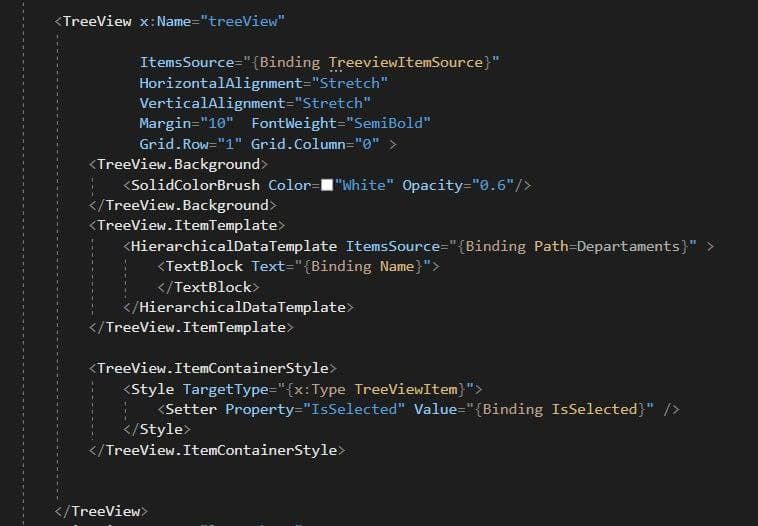 <TreeView x:Name="treeView"
ItemsSource="{Binding TreeviewItemSource}"
HorizontalAlignment="Stretch"
VerticalAlignment="Stretch"
Margin="10"  FontWeight="SemiBold"
Grid.Row="1" Grid.Column="0" >
<TreeView.Background>
<SolidColorBrush Color="White" Opacity="0.6"/>
</TreeView.Background>
<TreeView.ItemTemplate>
<HierarchicalDataTemplate ItemsSource="{Binding Path=Departaments}" >
<TextBlock Text="{Binding Name}">
</TextBlock>
</HierarchicalDataTemplate>
</TreeView.ItemTemplate>
<TreeView.ItemContainerStyle>
<Style TargetType="{x:Type TreeViewItem}">
<Setter Property="IsSelected" Value="{Binding IsSelected}" />
</Style>
</TreeView.ItemContainerStyle>
</TreeView>